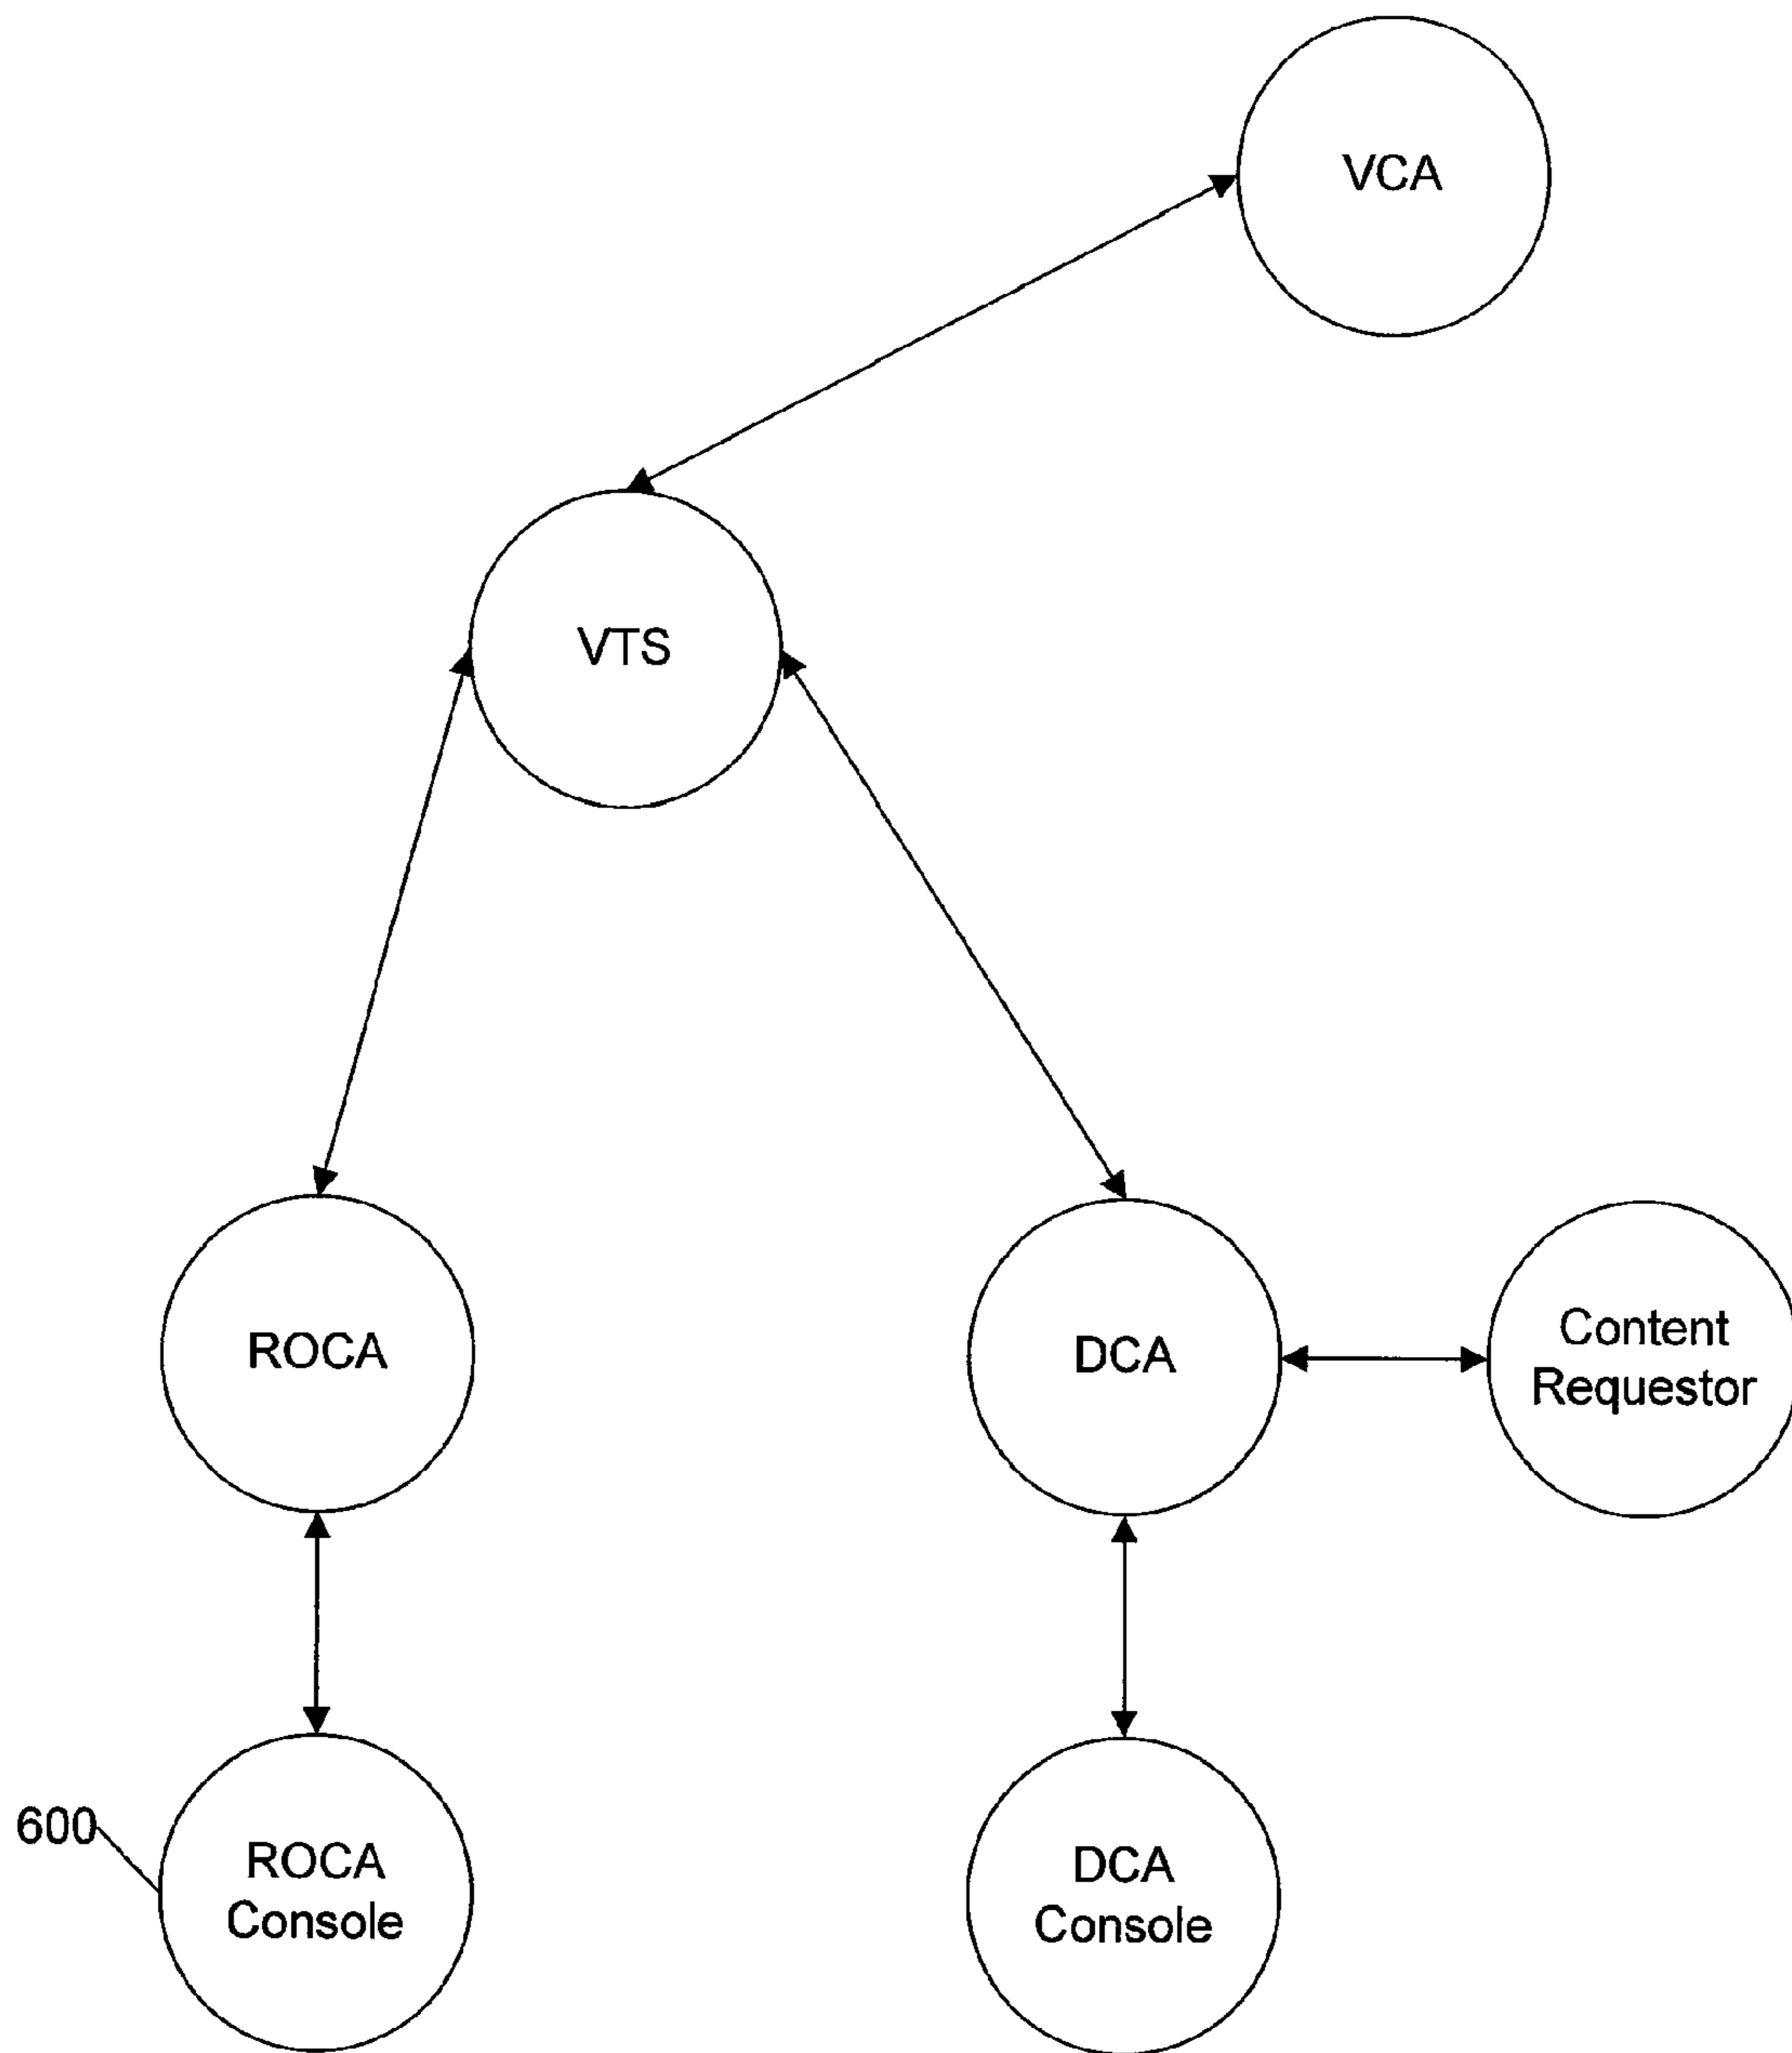 VCA
VTS
ROCA
DCA
Content
Requestor
600
ROCA
Console
DCA
Console